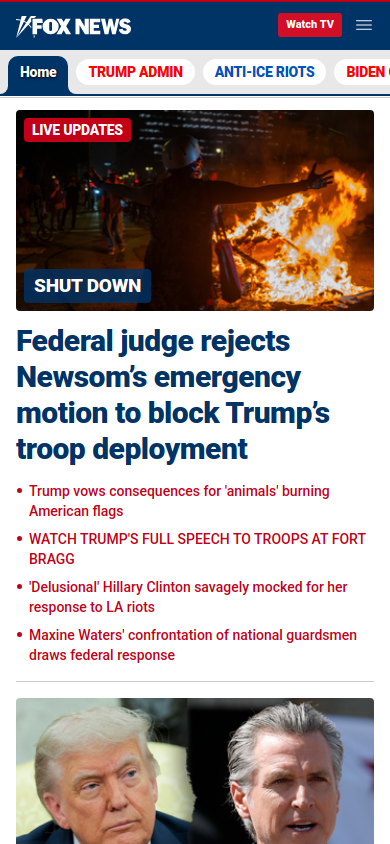 FOX NEWS
Watch TV
Home
TRUMP ADMIN
ANTI-ICE RIOTS
BIDEN
LIVE UPDATES
SHUT DOWN
Federal judge rejects
Newsom’s emergency
motion to block Trump’s
troop deployment
• Trump vows consequences for 'animals' burning
American flags
• WATCH TRUMP'S FULL SPEECH TO TROOPS AT FORT
BRAGG
• 'Delusional' Hillary Clinton savagely mocked for her
response to LA riots
• Maxine Waters' confrontation of national guardsmen
draws federal response